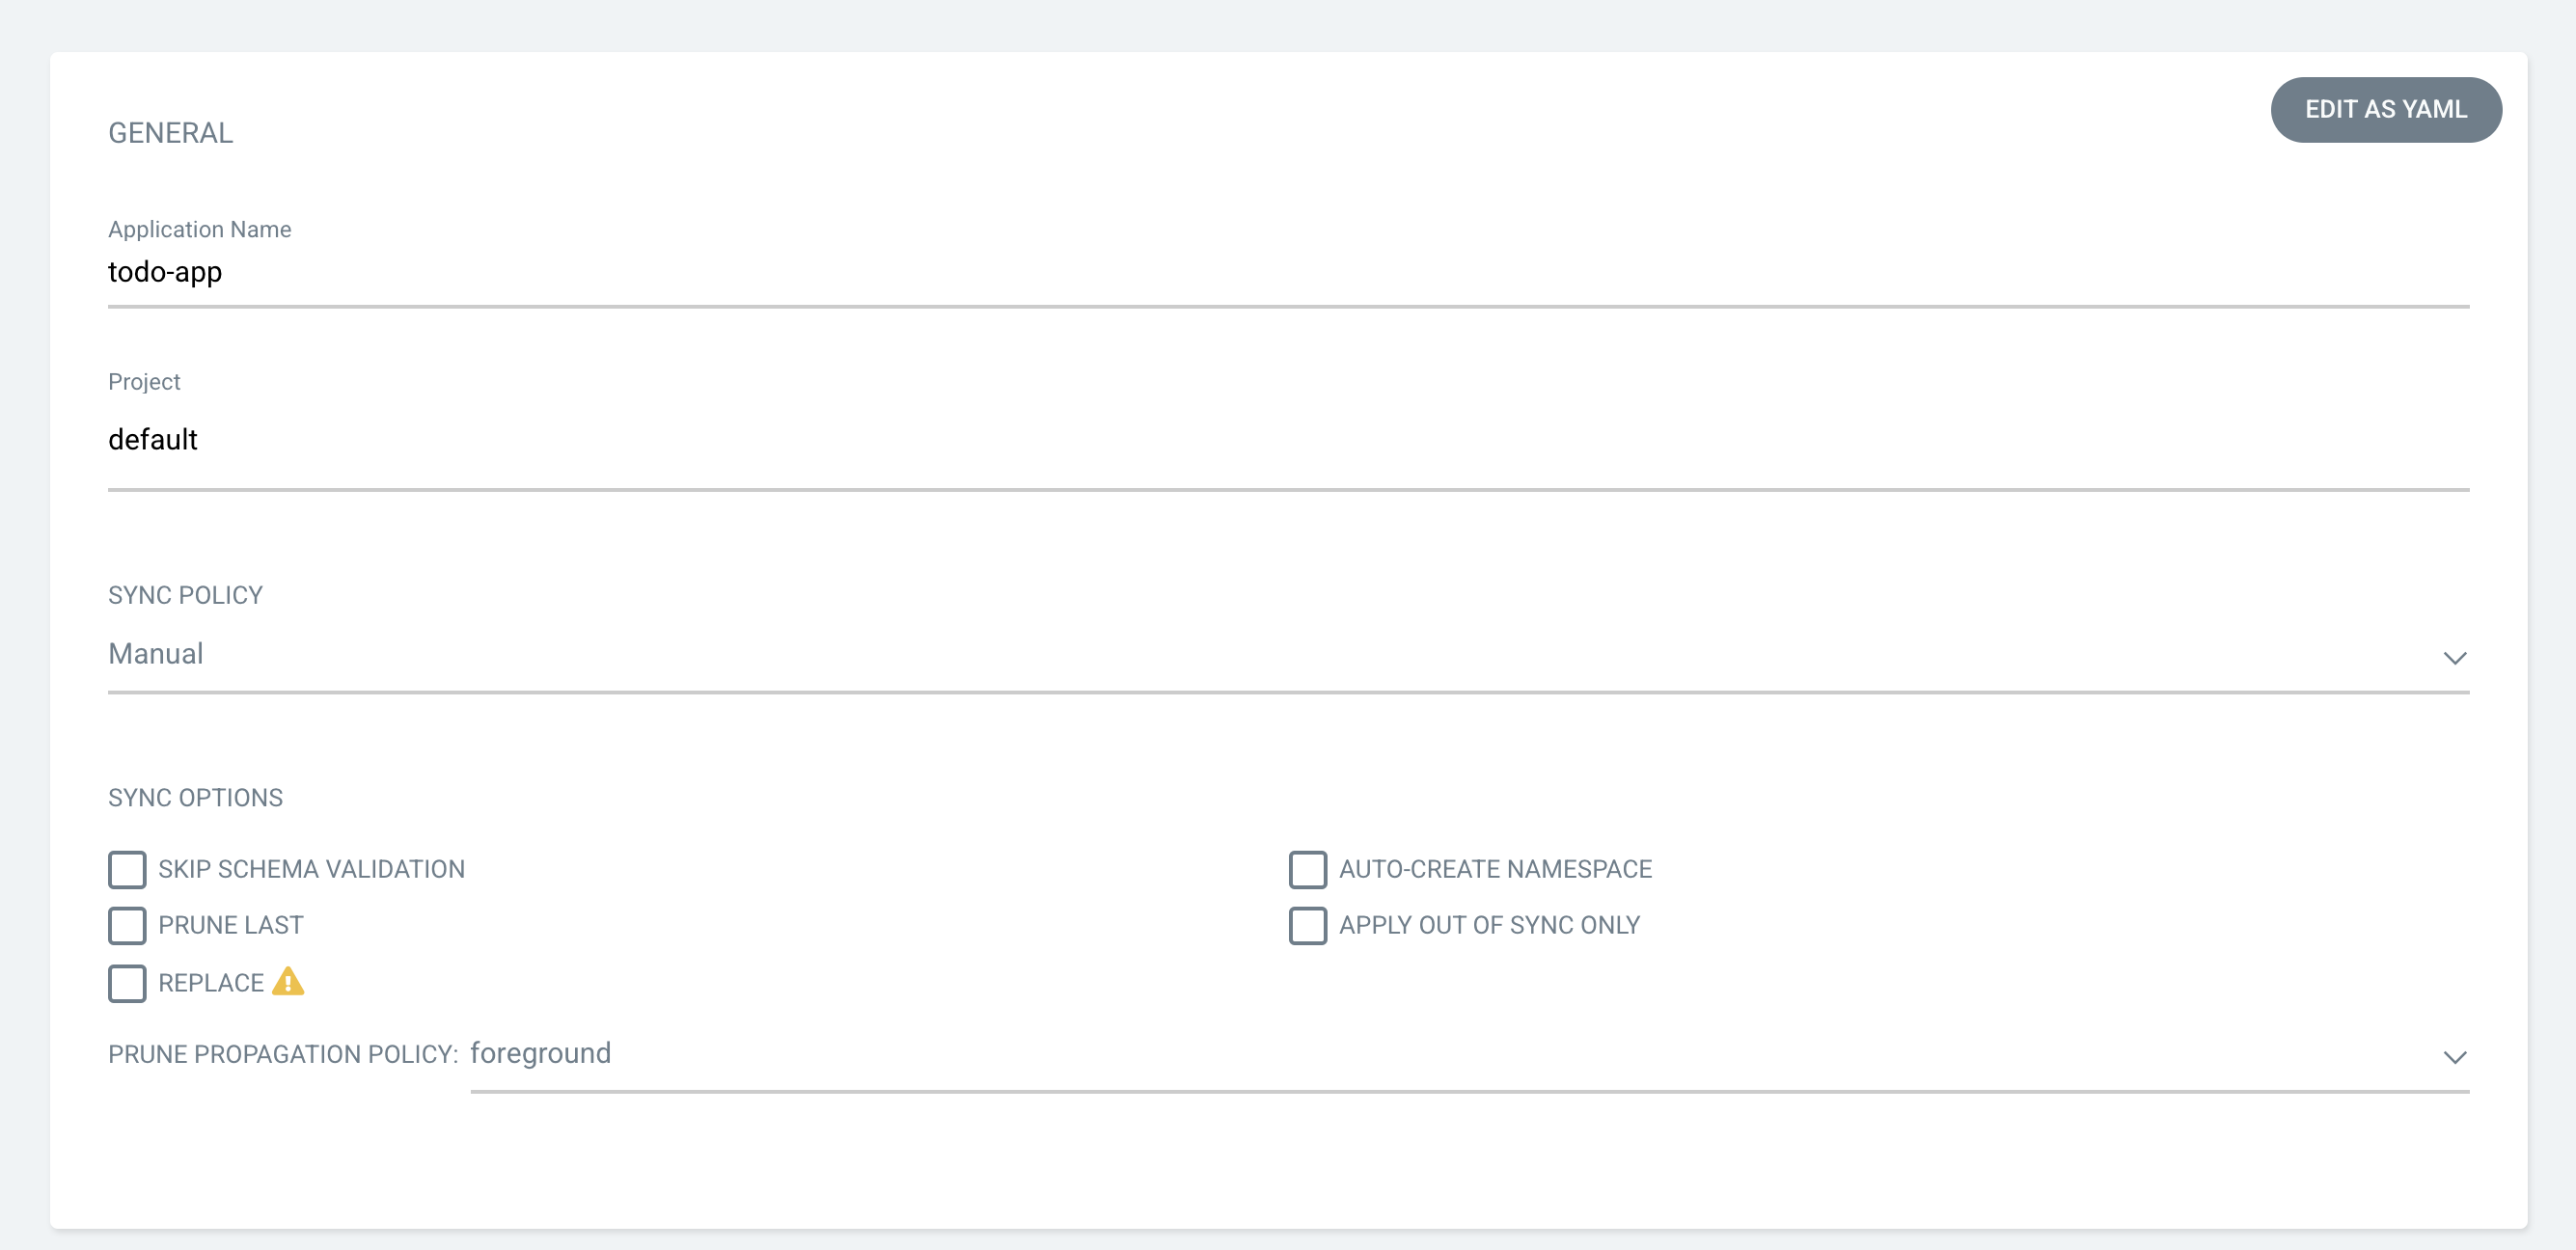 GENERAL
EDIT AS YAML
Application Name
todo-app
Project
default
SYNC POLICY
Manual
SYNC OPTIONS
SKIP SCHEMA VALIDATION
AUTO-CREATE NAMESPACE
PRUNE LAST
APPLY OUT OF SYNC ONLY
REPLACE
PRUNE PROPAGATION POLICY: foreground